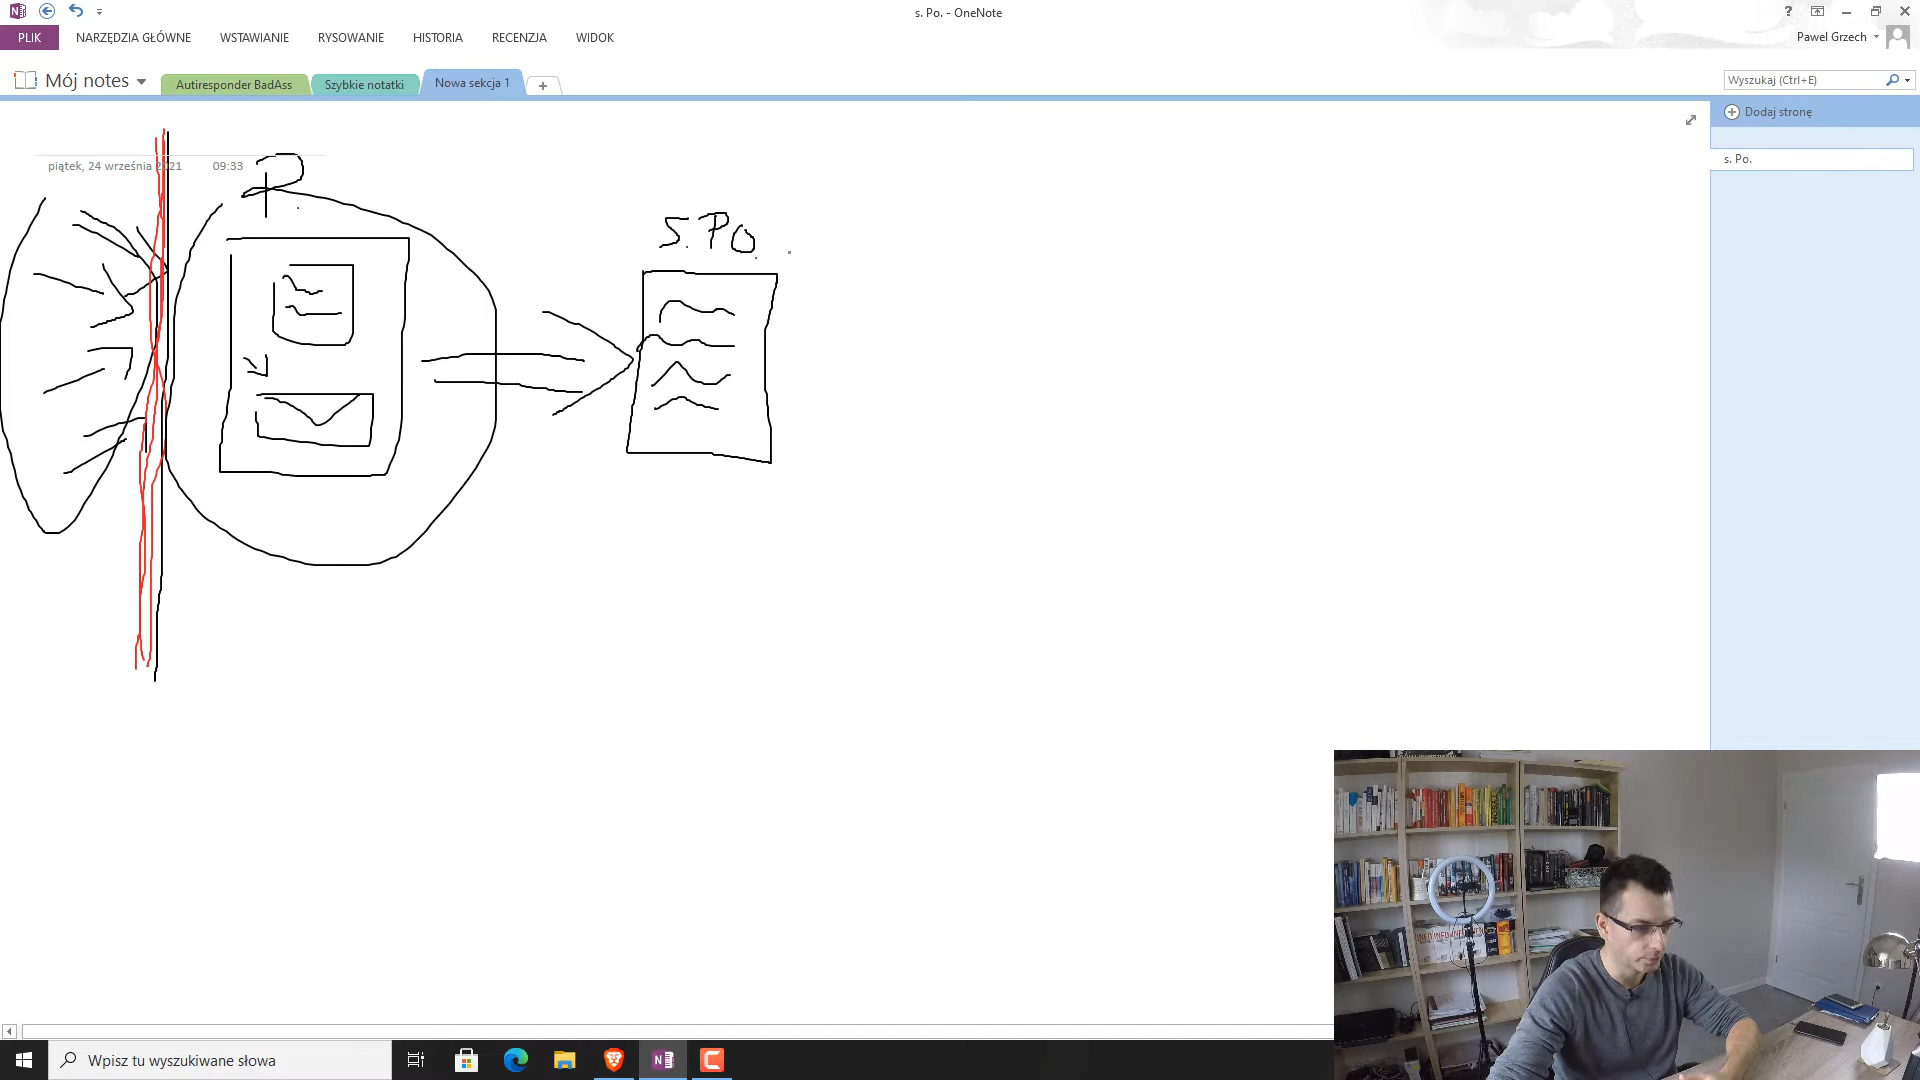 s. Po. - OneNote
PLIK NARZĘDZIA GŁÓWNE WSTAWIANIE RYSOWANIE HISTORIA RECENZJA WIDOK
Pawel Grzech
Mój notes
Autiresponder BadAss
Szybkie notatki
Nowa sekcja 1
Wyszukaj (Ctrl+E)
Dodaj stronę
s. Po.
piątek, 24 września 2021 09:33
P.
S.PO.
Wpisz tu wyszukiwane słowa